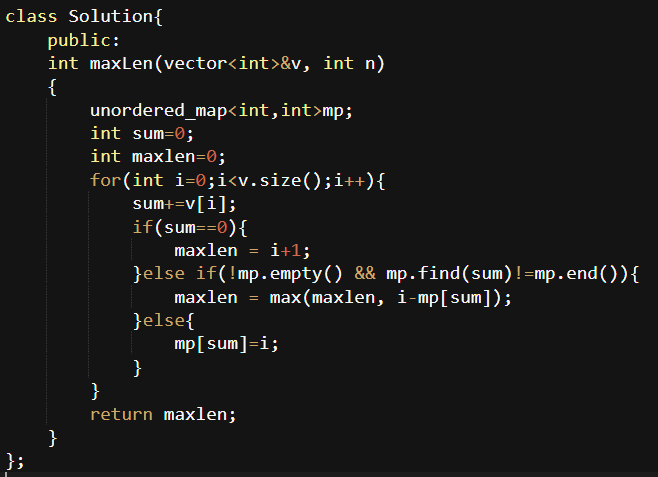 class Solution{
    public:
    int maxLen(vector<int>&v, int n)
    {
        unordered_map<int,int>mp;
        int sum=0;
        int maxlen=0;
        for(int i=0;i<v.size();i++){
            sum+=v[i];
            if(sum==0){
                maxlen = i+1;
            }else if(!mp.empty() && mp.find(sum)!=mp.end()){
                maxlen = max(maxlen, i-mp[sum]);
            }else{
                mp[sum]=i;
            }
        }
        return maxlen;
    }
};